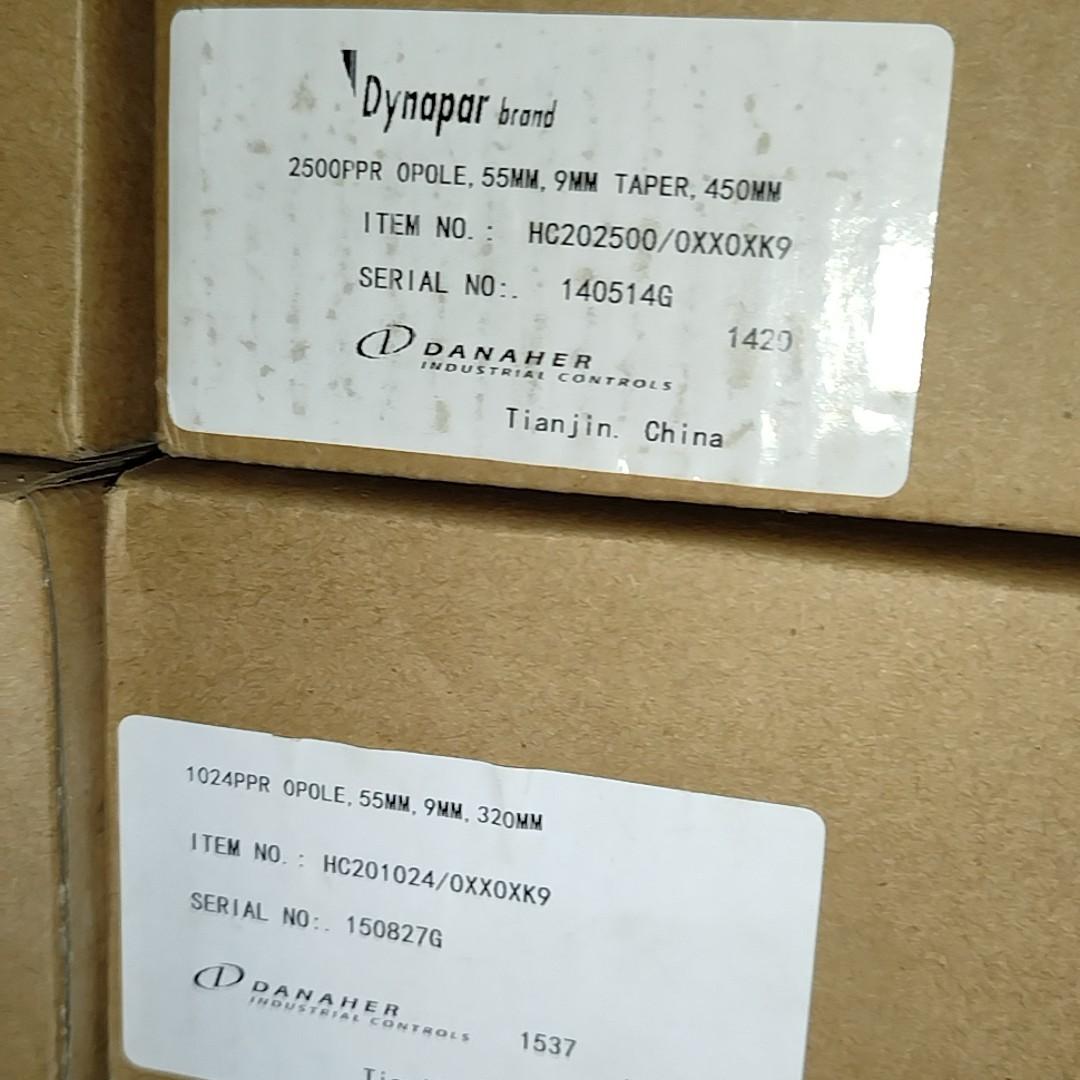 Dynapar brand
2500PPR 0POLE, 55MM, 9MM TAPER, 450MM
ITEM NO.: HC202500/0XX0XK9
SERIAL NO:. 140514G
1420
DANAHER
INDUSTRIAL CONTROLS
Tianjin. China
1024PPR 0POLE, 55MM, 9MM, 320MM
ITEM NO.: HC201024/0XX0XK9
SERIAL NO:. 150827G
DANAHER
INDUSTRIAL CONTROLS
1537